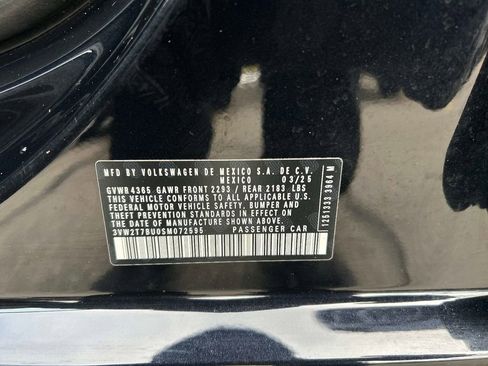 MFD BY VOLKSWAGEN DE MEXICO S.A. DE C.V.
MEXICO 03/25
GVWR 4365 GAWR FRONT 2293 / REAR 2183 LBS
THIS VEHICLE CONFORMS TO ALL APPLICABLE
FEDERAL MOTOR VEHICLE SAFETY, BUMPER AND
THEFT PREVENTION STANDARDS IN EFFECT ON THE
DATE OF MANUFACTURE SHOWN ABOVE.
3VW2T7BU0SM072595 PASSENGER CAR
1251333 3964 M